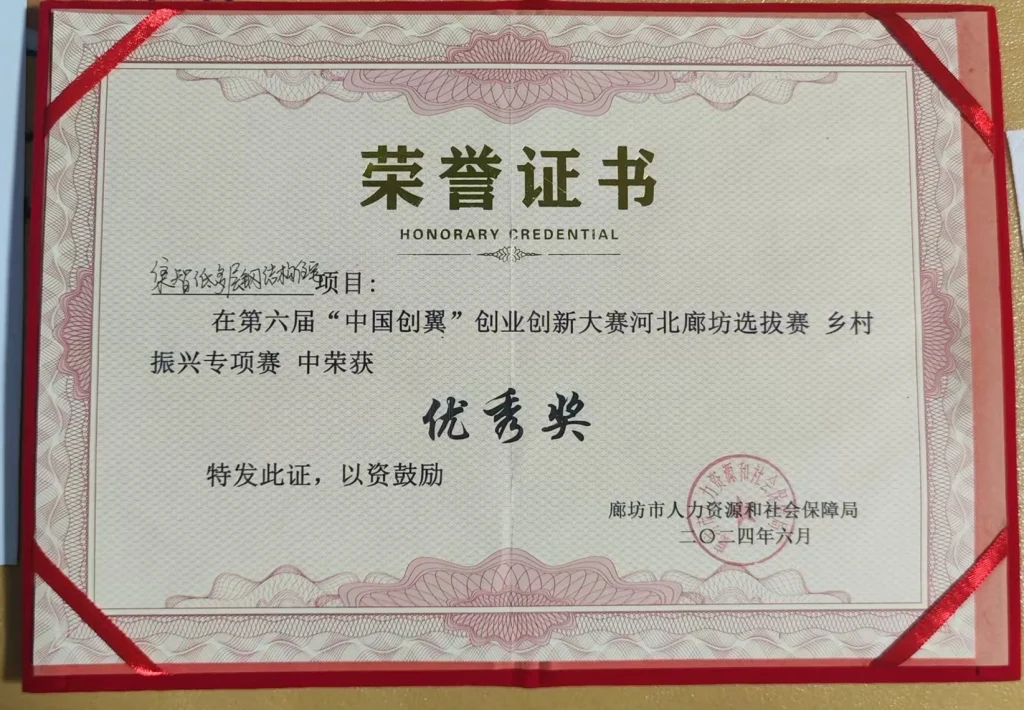 荣誉证书
HONORARY CREDENTIAL
智低多层钢结构 项目：
在第六届“中国创翼”创业创新大赛河北廊坊选拔赛 乡村
振兴专项赛 中荣获
优秀奖
特发此证，以资鼓励
廊坊市人力资源和社会保障局
二〇二四年六月